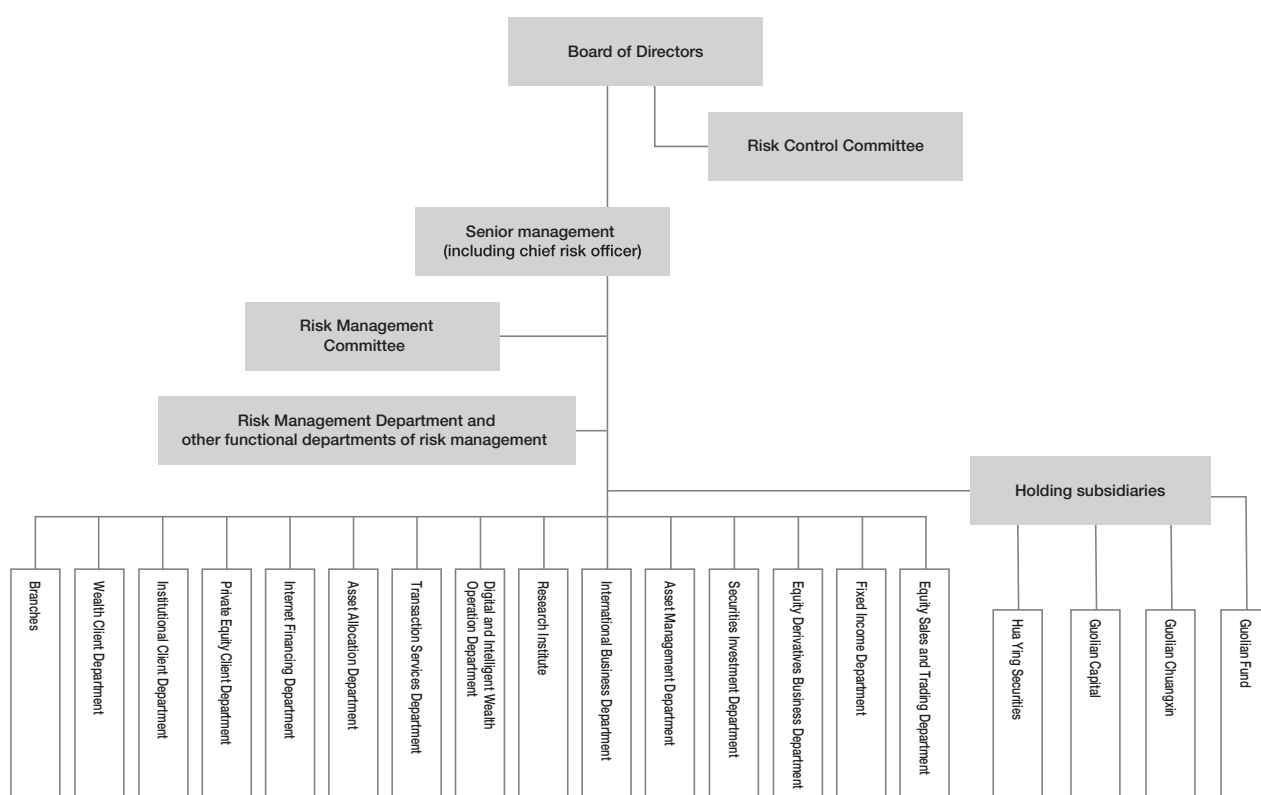 Board of Directors
Risk Control Committee
Senior management
(including chief risk officer)
Risk Management
Committee
Risk Management Department and
other functional departments of risk management
Holding subsidiaries
Branches
Wealth Client Department
Institutional Client Department
Private Equity Client Department
Internet Financing Department
Asset Allocation Department
Transaction Services Department
Digital and Intelligent Wealth
Operation Department
Research Institute
International Business Department
Asset Management Department
Securities Investment Department
Equity Derivatives Business Department
Fixed Income Department
Equity Sales and Trading Department
Hua Ying Securities
Guolian Capital
Guolian Chuangxin
Guolian Fund